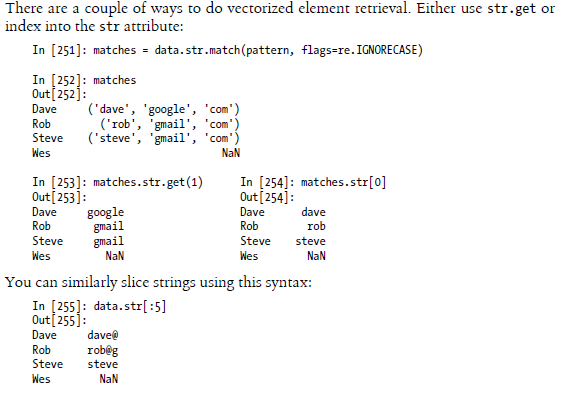 There are a couple of ways to do vectorized element retrieval. Either use str.get or
index into the str attribute:
In [251]: matches = data.str.match(pattern, flags=re.IGNORECASE)
In [252]: matches
Out[252]:
Dave ('dave', 'google', 'com')
Rob ('rob', 'gmail', 'com')
Steve ('steve', 'gmail', 'com')
Wes NaN
In [253]: matches.str.get(1)
Out[253]:
Dave google
Rob gmail
Steve gmail
Wes NaN
In [254]: matches.str[0]
Out[254]:
Dave dave
Rob rob
Steve steve
Wes NaN
You can similarly slice strings using this syntax:
In [255]: data.str[:5]
Out[255]:
Dave dave@
Rob rob@g
Steve steve
Wes NaN